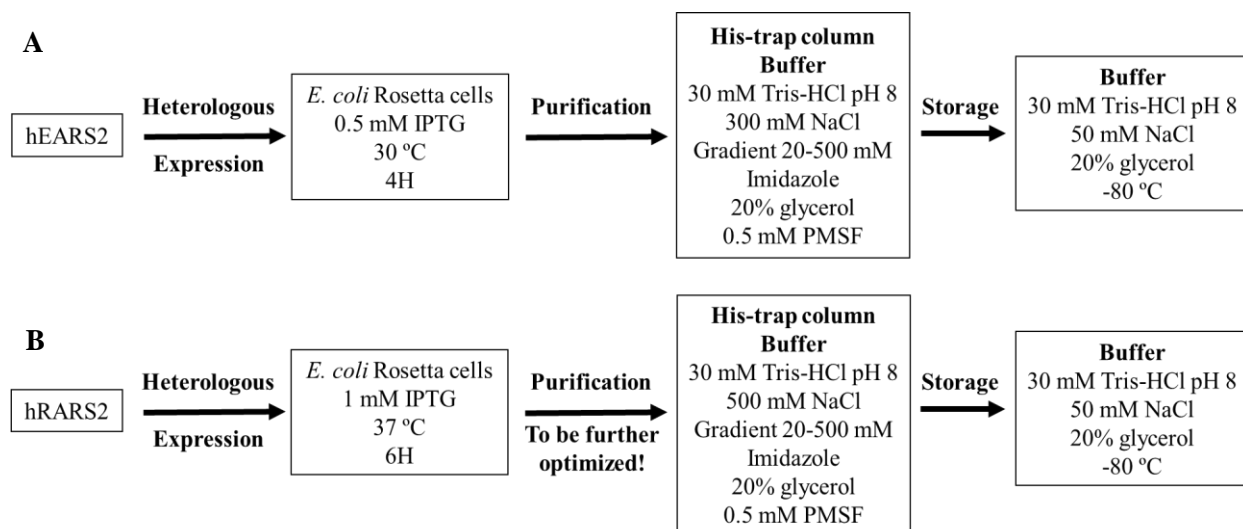 A
hEARS2
Heterologous
Expression
E. coli Rosetta cells
0.5 mM IPTG
30 ºC
4H
Purification
His-trap column
Buffer
30 mM Tris-HCl pH 8
300 mM NaCl
Gradient 20-500 mM
Imidazole
20% glycerol
0.5 mM PMSF
Storage
Buffer
30 mM Tris-HCl pH 8
50 mM NaCl
20% glycerol
-80 ºC
B
hRARS2
Heterologous
Expression
E. coli Rosetta cells
1 mM IPTG
37 ºC
6H
Purification
To be further
optimized!
His-trap column
Buffer
30 mM Tris-HCl pH 8
500 mM NaCl
Gradient 20-500 mM
Imidazole
20% glycerol
0.5 mM PMSF
Storage
Buffer
30 mM Tris-HCl pH 8
50 mM NaCl
20% glycerol
-80 ºC